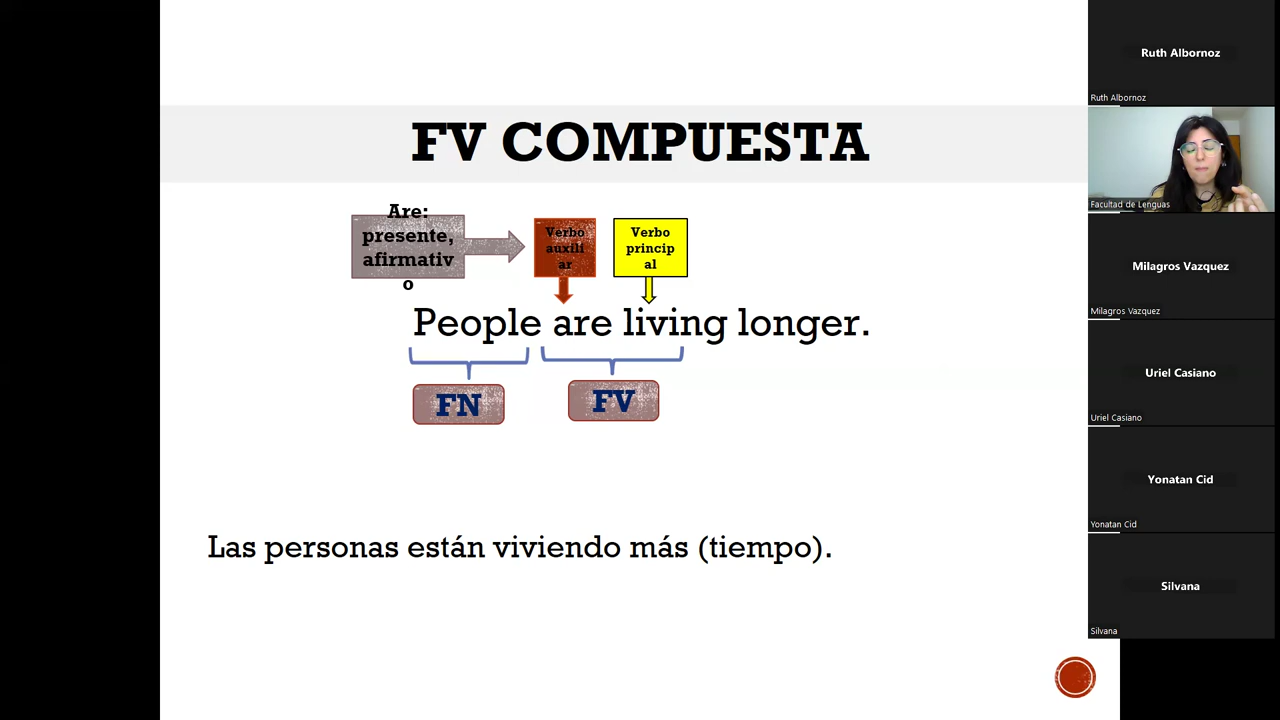 FV COMPUESTA
Are:
presente,
afirmativ
o
Verbo
auxili
ar
Verbo
princip
al
People are living longer.
FN
FV
Las personas están viviendo más (tiempo).
Ruth Albornoz
Ruth Albornoz
Facultad de Lenguas
Milagros Vazquez
Milagros Vazquez
Uriel Casiano
Uriel Casiano
Yonatan Cid
Yonatan Cid
Silvana
Silvana